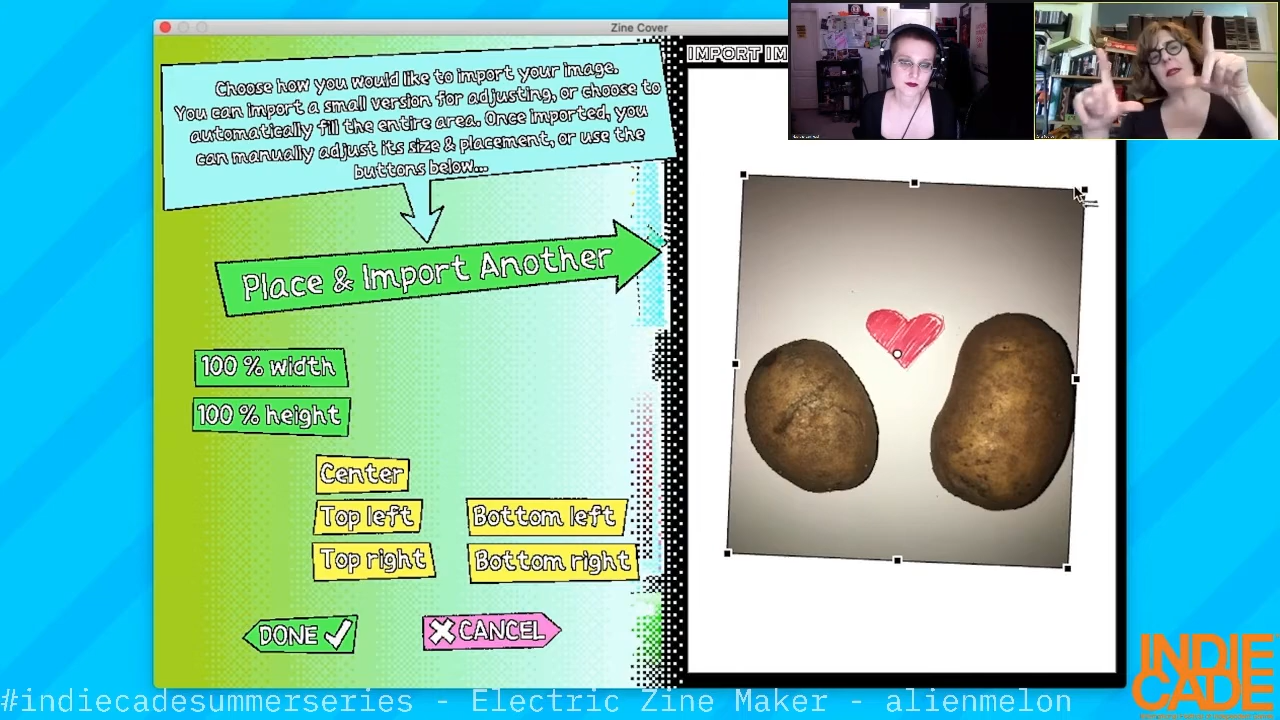 Zine Cover
IMPORT IM
Choose how you would like to import your image.
You can import a small version for adjusting, or choose to
automatically fill the entire area. Once imported, you
can manually adjust its size & placement, or use the
buttons below...
Place & Import Another
100 % width
100 % height
Center
Top left
Bottom left
Top right
Bottom right
DONE
CANCEL
INDIE
CADE
#indiecadesummerseries - Electric Zine Maker - alienmelon